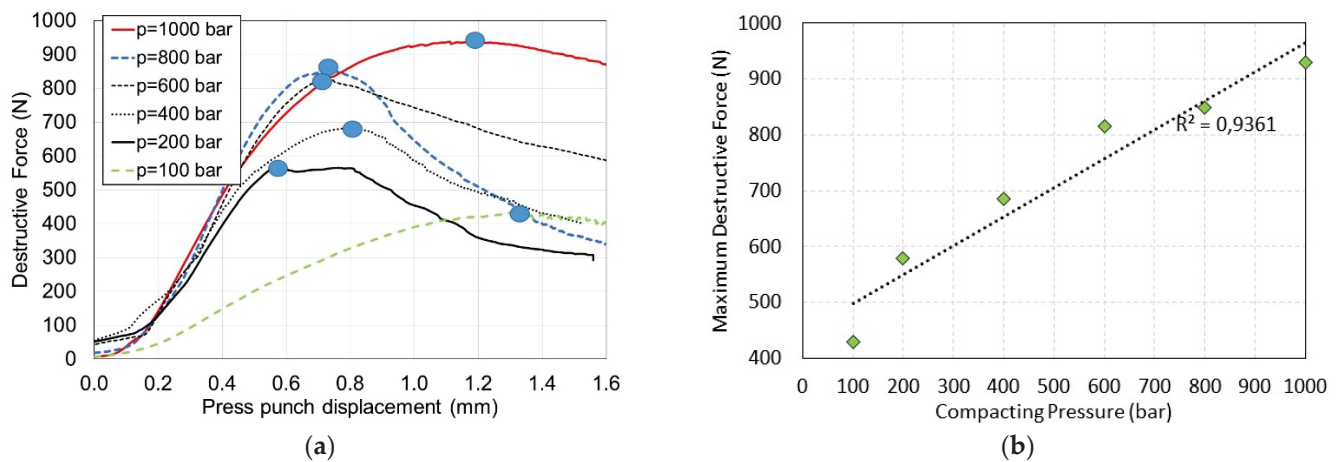 1000
900
800
700
600
500
400
300
200
100
0
Destructive Force (N)
p=1000 bar
p=800 bar
p=600 bar
p=400 bar
p=200 bar
p=100 bar
0.0 0.2 0.4 0.6 0.8 1.0 1.2 1.4 1.6
Press punch displacement (mm)
(a)
1000
900
800
700
600
500
400
Maximum Destructive Force (N)
R² = 0,9361
0 100 200 300 400 500 600 700 800 900 1000
Compacting Pressure (bar)
(b)